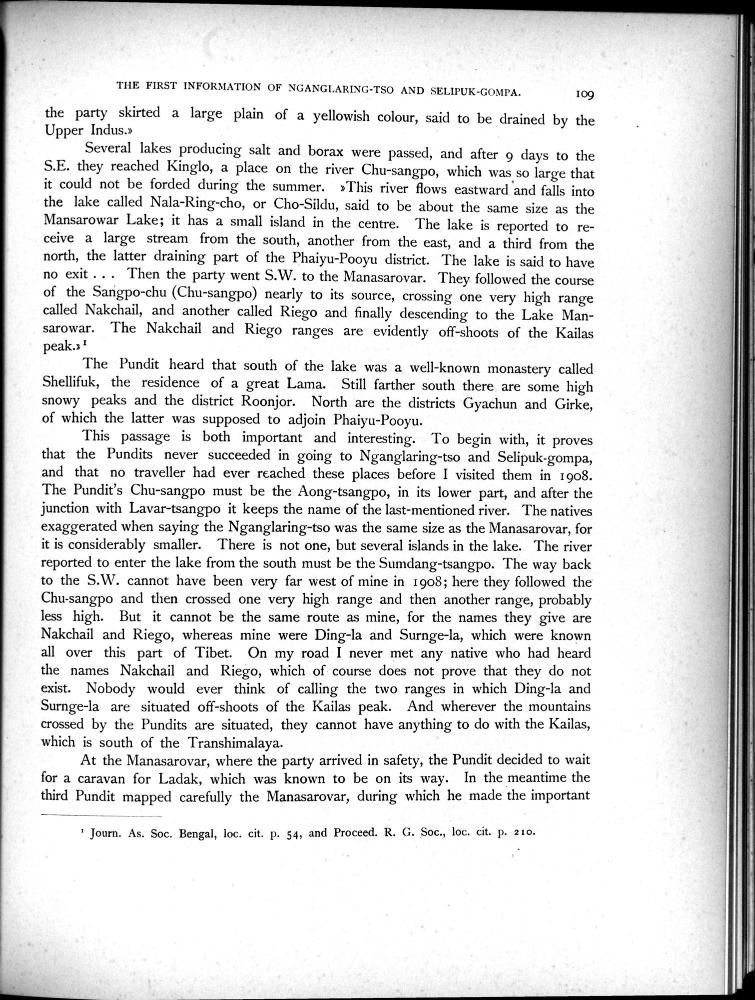 THE FIRST INFORMATION OF NGANGLARING-TSO AND SELIPUK-GOMPA. 109
the party skirted a large plain of a yellowish colour, said to be drained by the
Upper Indus.»
Several lakes producing salt and borax were passed, and after 9 days to the
S.E. they reached Kinglo, a place on the river Chu-sangpo, which was so large that
it could not be forded during the summer. »This river flows eastward and falls into
the lake called Nala-Ring-cho, or Cho-Sildu, said to be about the same size as the
Mansarowar Lake; it has a small island in the centre. The lake is reported to re-
ceive a large stream from the south, another from the east, and a third from the
north, the latter draining part of the Phaiyu-Pooyu district. The lake is said to have
no exit . . . Then the party went S.W. to the Manasarovar. They followed the course
of the Sangpo-chu (Chu-sangpo) nearly to its source, crossing one very high range
called Nakchail, and another called Riego and finally descending to the Lake Man-
sarowar. The Nakchail and Riego ranges are evidently off-shoots of the Kailas
peak.» ¹
The Pundit heard that south of the lake was a well-known monastery called
Shellifuk, the residence of a great Lama. Still farther south there are some high
snowy peaks and the district Roonjor. North are the districts Gyachun and Girke,
of which the latter was supposed to adjoin Phaiyu-Pooyu.
This passage is both important and interesting. To begin with, it proves
that the Pundits never succeeded in going to Nganglaring-tso and Selipuk-gompa,
and that no traveller had ever reached these places before I visited them in 1908.
The Pundit's Chu-sangpo must be the Aong-tsangpo, in its lower part, and after the
junction with Lavar-tsangpo it keeps the name of the last-mentioned river. The natives
exaggerated when saying the Nganglaring-tso was the same size as the Manasarovar, for
it is considerably smaller. There is not one, but several islands in the lake. The river
reported to enter the lake from the south must be the Sumdang-tsangpo. The way back
to the S.W. cannot have been very far west of mine in 1908; here they followed the
Chu-sangpo and then crossed one very high range and then another range, probably
less high. But it cannot be the same route as mine, for the names they give are
Nakchail and Riego, whereas mine were Ding-la and Surnge-la, which were known
all over this part of Tibet. On my road I never met any native who had heard
the names Nakchail and Riego, which of course does not prove that they do not
exist. Nobody would ever think of calling the two ranges in which Ding-la and
Surnge-la are situated off-shoots of the Kailas peak. And wherever the mountains
crossed by the Pundits are situated, they cannot have anything to do with the Kailas,
which is south of the Transhimalaya.
At the Manasarovar, where the party arrived in safety, the Pundit decided to wait
for a caravan for Ladak, which was known to be on its way. In the meantime the
third Pundit mapped carefully the Manasarovar, during which he made the important
¹ Journ. As. Soc. Bengal, loc. cit. p. 54, and Proceed. R. G. Soc., loc. cit. p. 210.